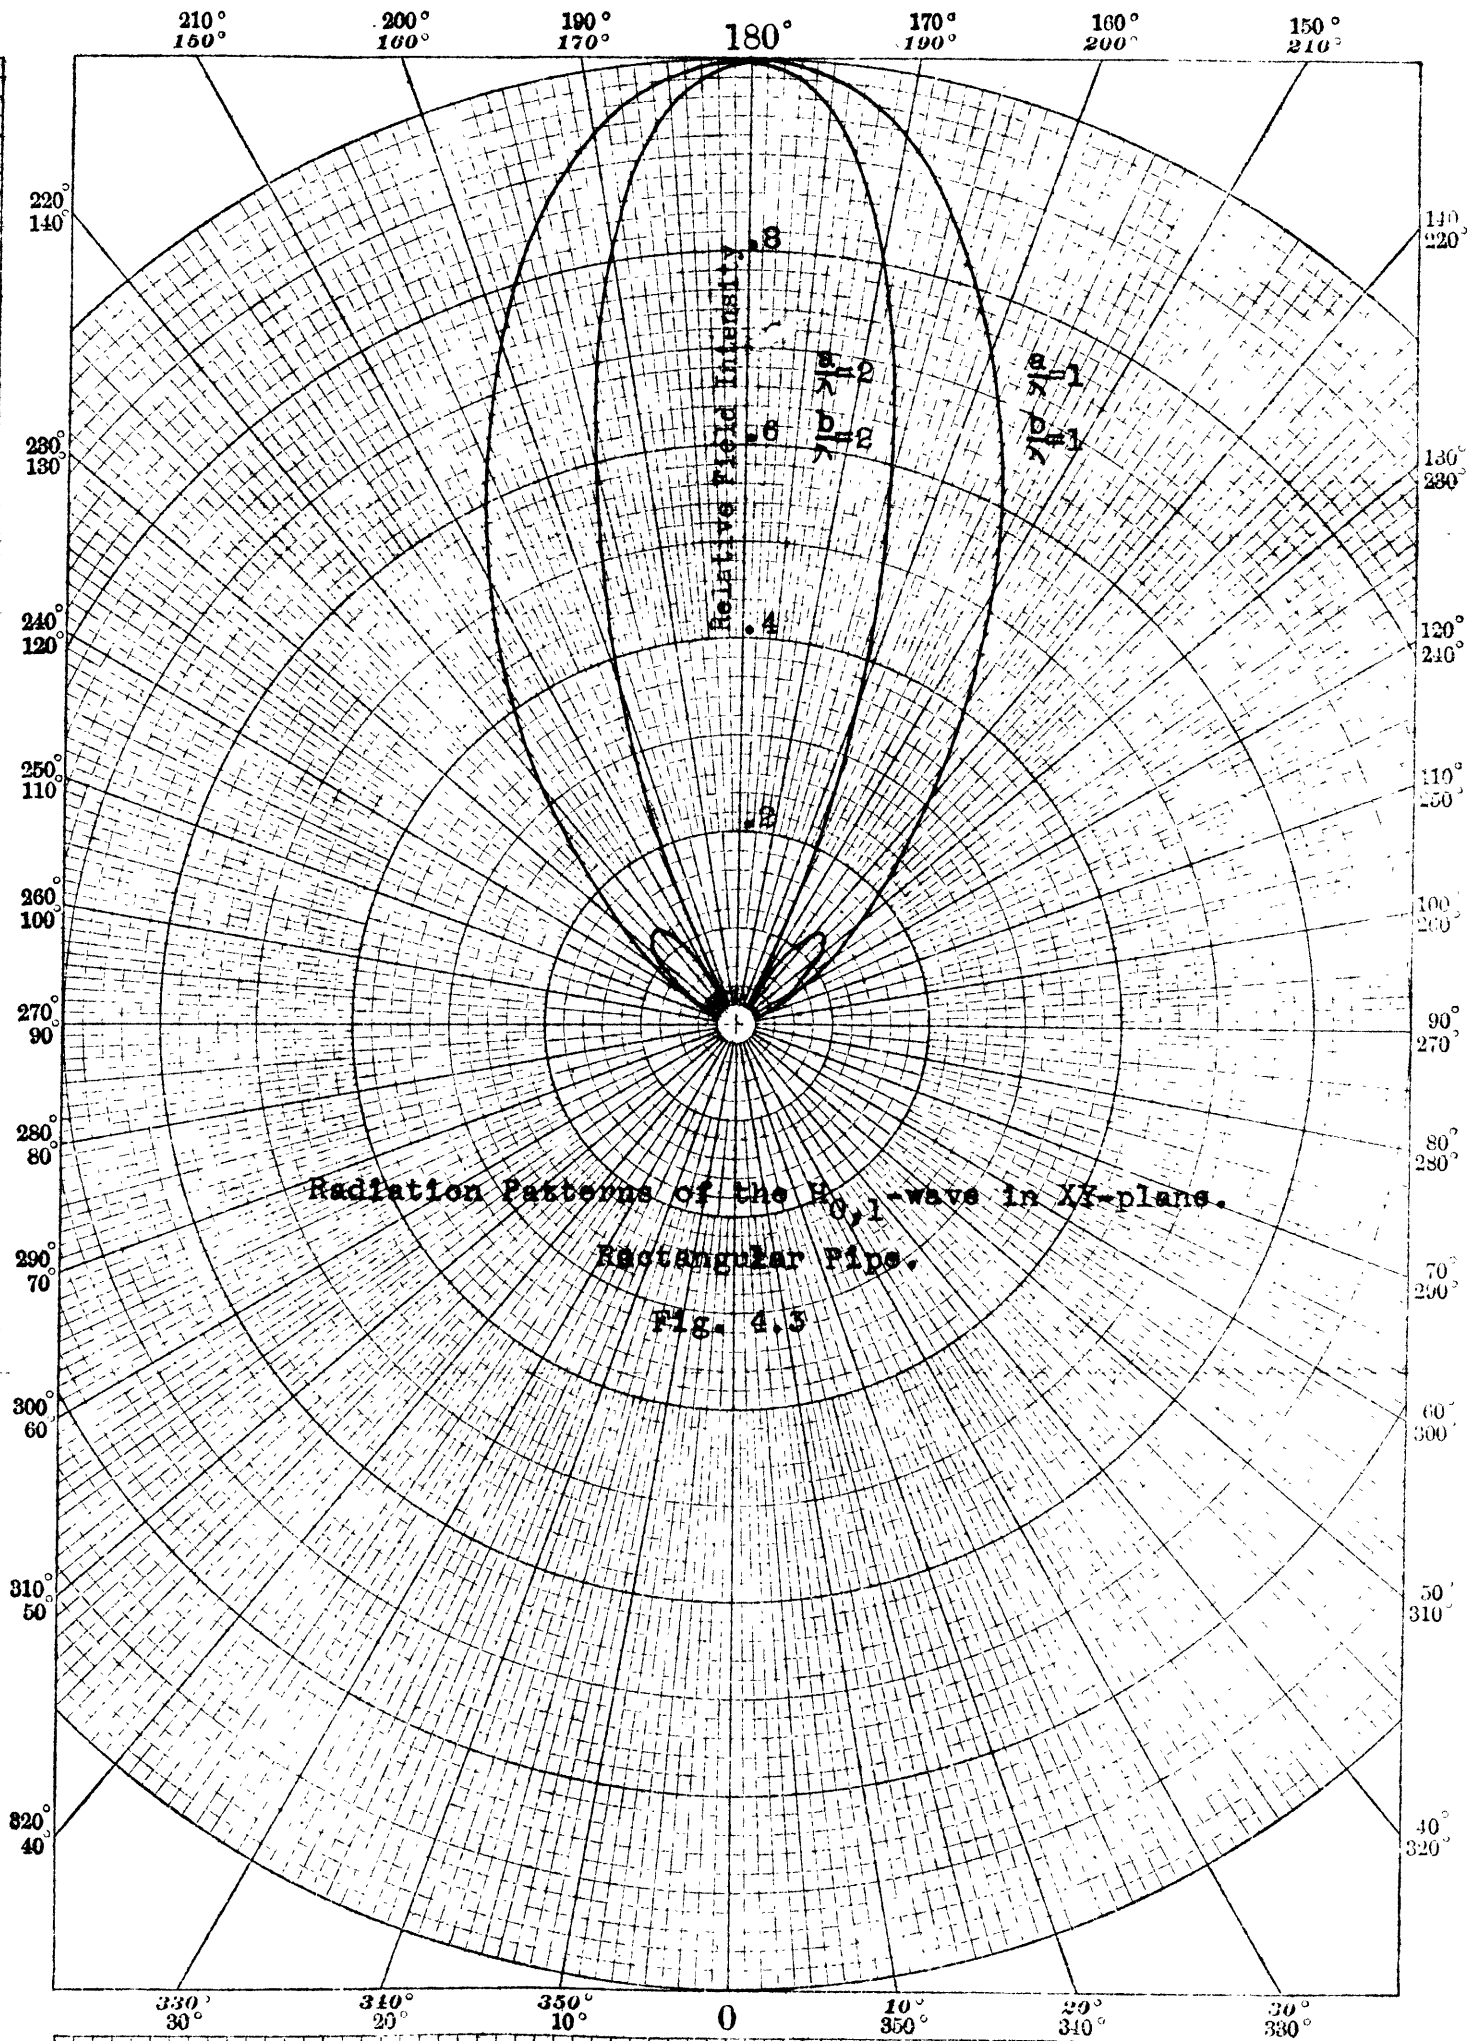 210° 200° 190° 180° 170° 160° 150°
150° 160° 170° 190° 200° 210°
220° 140°
140° 220°
.8
Relative Field Intensity
a/λ=2 a/λ=1
.6 b/λ=2 b/λ=1
230° 130°
130° 230°
.4
240° 120°
120° 240°
250° 110°
110° 250°
.2
260° 100°
100° 260°
270° 90°
90° 270°
280° 80°
80° 280°
Radiation Patterns of the H0,1-wave in XY-plane.
Rectangular Pipe.
290° 70°
70° 290°
Fig. 4.3
300° 60°
60° 300°
310° 50°
50° 310°
320° 40°
40° 320°
330° 340° 350° 0 10° 20° 30°
30° 20° 10° 350° 340° 330°